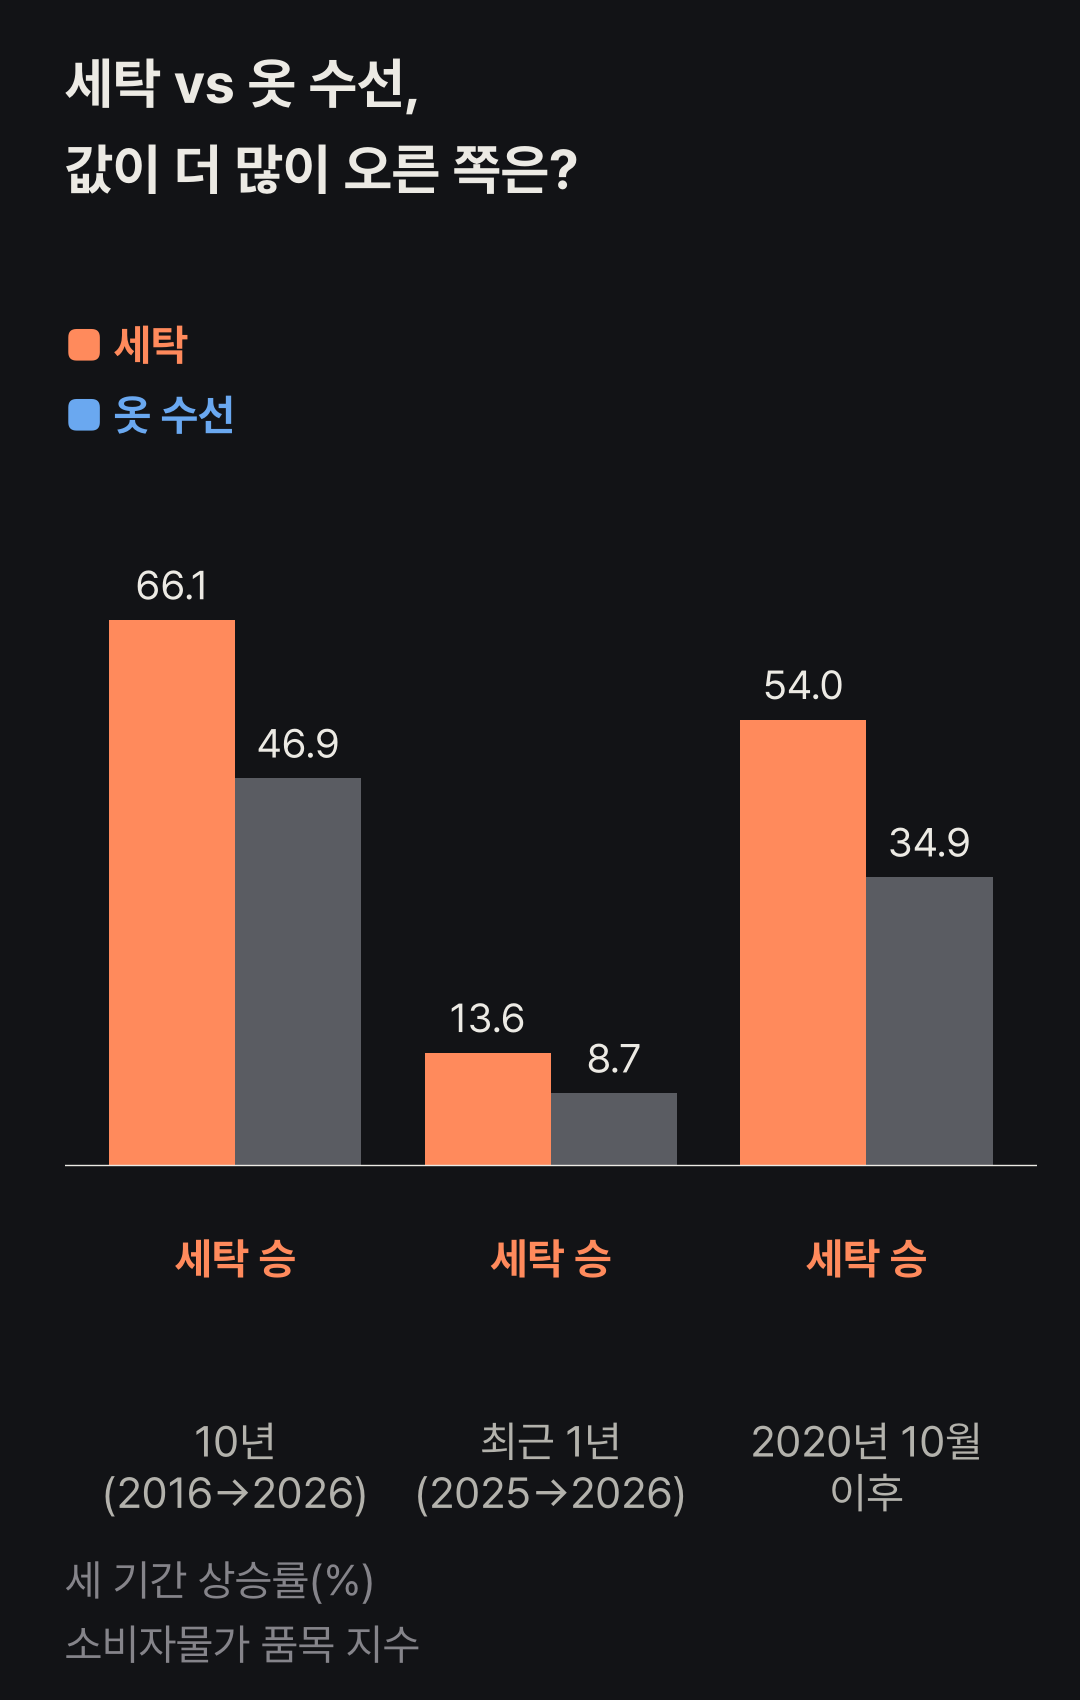 세탁 vs 옷 수선,
값이 더 많이 오른 쪽은?
세탁
옷 수선
66.1
46.9
13.6
8.7
54.0
34.9
세탁 승
세탁 승
세탁 승
10년
(2016→2026)
최근 1년
(2025→2026)
2020년 10월
이후
세 기간 상승률(%)
소비자물가 품목 지수